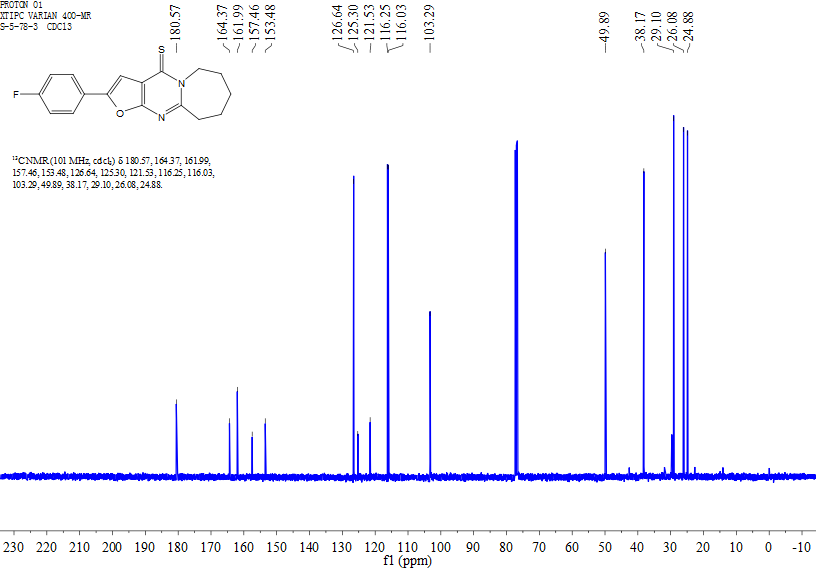 PROTON 01
XTIPC VARIAN 400-MR
S-5-78-3 CDC13
180.57
164.37
161.99
157.46
153.48
126.64
125.30
121.53
116.25
116.03
103.29
49.89
38.17
29.10
26.08
24.88
S
N
F
O
N
¹³CNMR (101 MHz, cdcl₃) δ 180.57, 164.37, 161.99,
157.46, 153.48, 126.64, 125.30, 121.53, 116.25, 116.03,
103.29, 49.89, 38.17, 29.10, 26.08, 24.88.
230 220 210 200 190 180 170 160 150 140 130 120 110 100 90 80 70 60 50 40 30 20 10 0 -10
f1 (ppm)